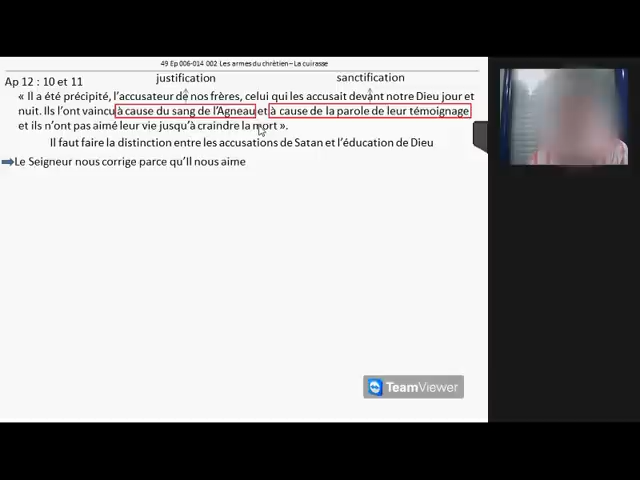 49 Ep 006-014 002 Les armes du chrétien – La cuirasse
justification sanctification
Ap 12 : 10 et 11
« Il a été précipité, l'accusateur de nos frères, celui qui les accusait devant notre Dieu jour et
nuit. Ils l'ont vaincu à cause du sang de l'Agneau et à cause de la parole de leur témoignage
et ils n'ont pas aimé leur vie jusqu'à craindre la mort ».
Il faut faire la distinction entre les accusations de Satan et l'éducation de Dieu
Le Seigneur nous corrige parce qu'Il nous aime
TeamViewer